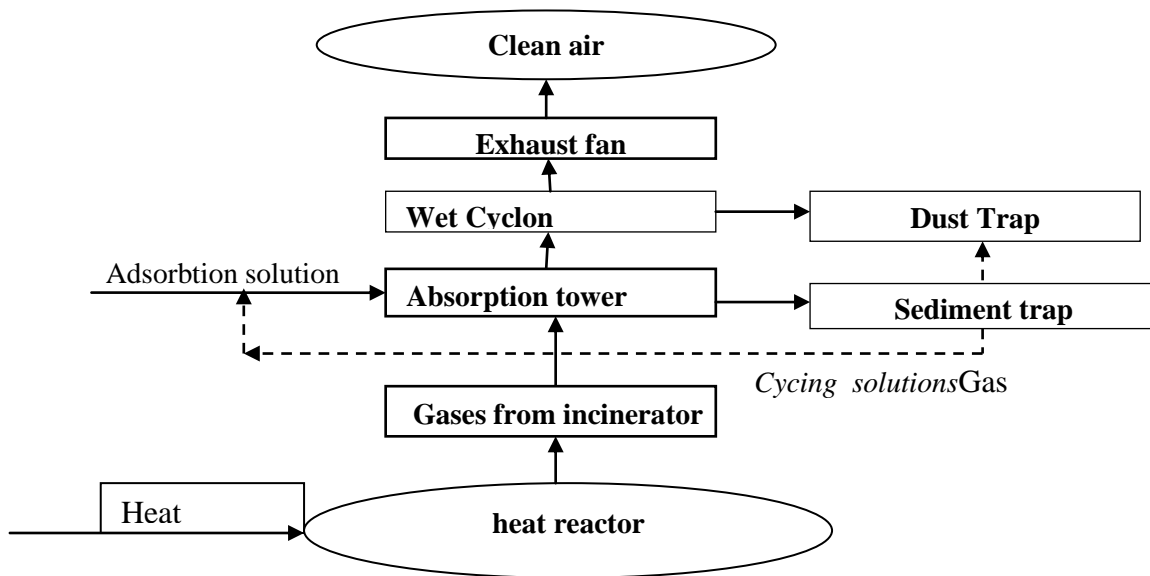 Clean air
Exhaust fan
Wet Cyclon
Dust Trap
Adsorbtion solution
Absorption tower
Sediment trap
Cycing solutionsGas
Gases from incinerator
Heat
heat reactor